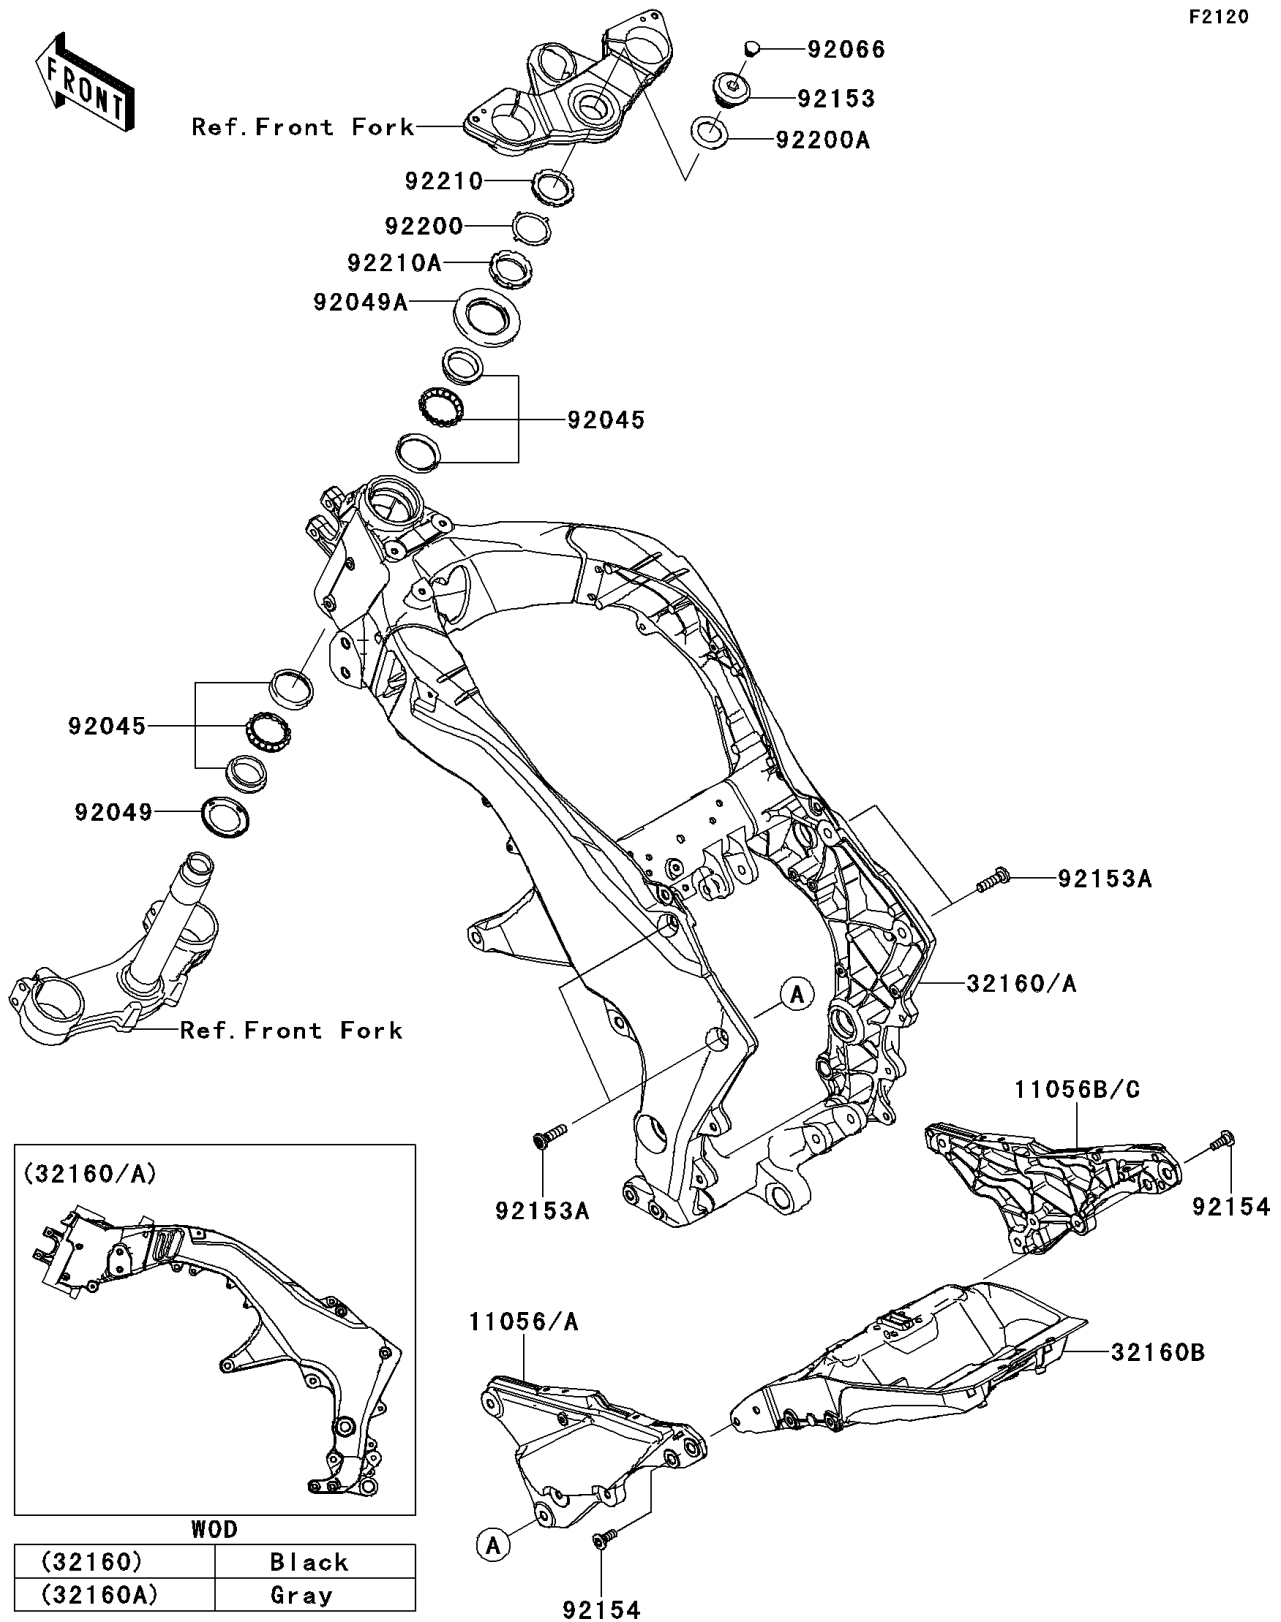 F2120
FRONT
92066
92153
Ref.Front Fork
92200A
92210
92200
92210A
92049A
92045
92045
92049
92153A
32160/A
A
Ref.Front Fork
11056B/C
92153A
92154
(32160/A)
11056/A
32160B
WOD
A
(32160) Black
(32160A) Gray
92154